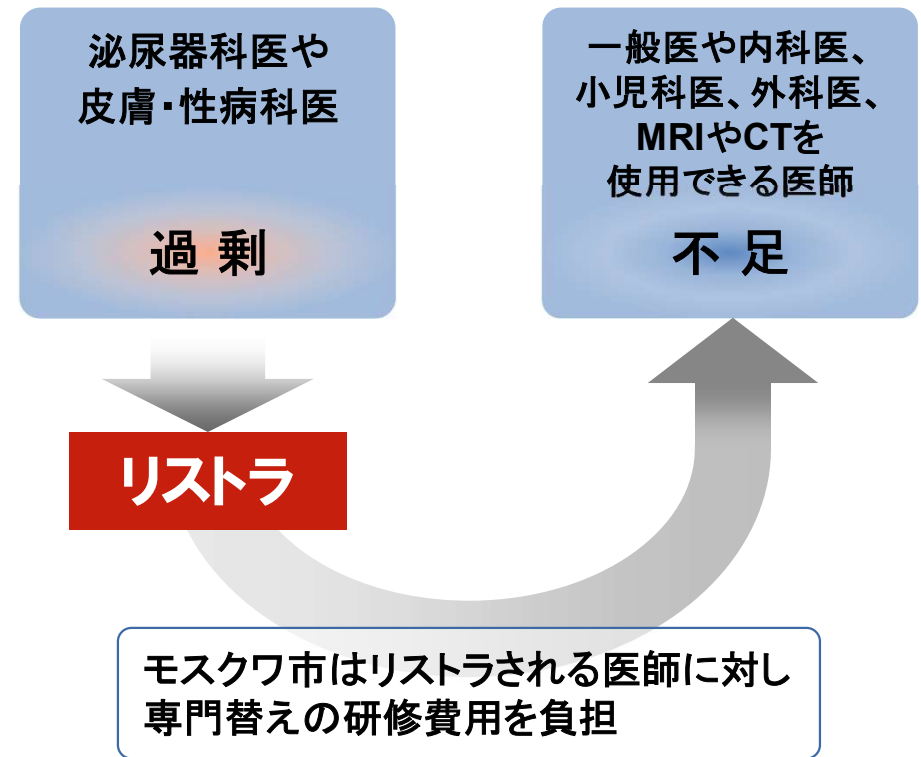 泌尿器科医や
皮膚・性病科医
過 剰
一般医や内科医、
小児科医、外科医、
MRIやCTを
使用できる医師
不 足
リストラ
モスクワ市はリストラされる医師に対し
専門替えの研修費用を負担